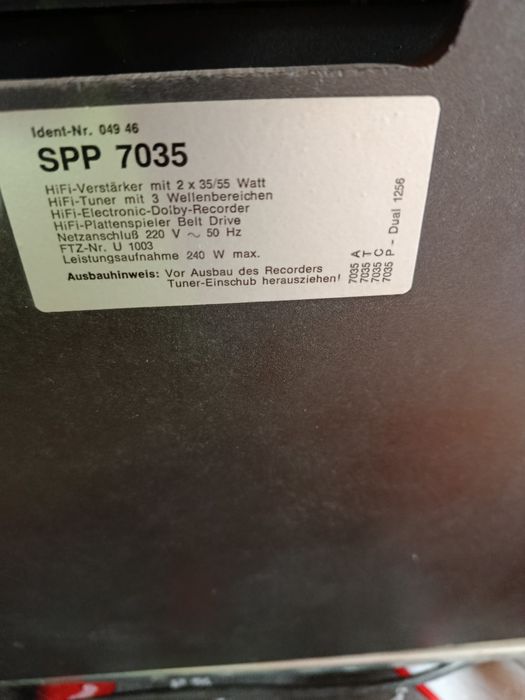 Ident-Nr. 049 46
SPP 7035
HiFi-Verstärker mit 2 x 35/55 Watt
HiFi-Tuner mit 3 Wellenbereichen
HiFi-Electronic-Dolby-Recorder
HiFi-Plattenspieler Belt Drive
Netzanschluß 220 V ~ 50 Hz
FTZ-Nr. U 1003
Leistungsaufnahme 240 W max.
Ausbauhinweis: Vor Ausbau des Recorders
Tuner-Einschub herausziehen!
7035 A
7035 T
7035 C
7035 P - Dual 1256